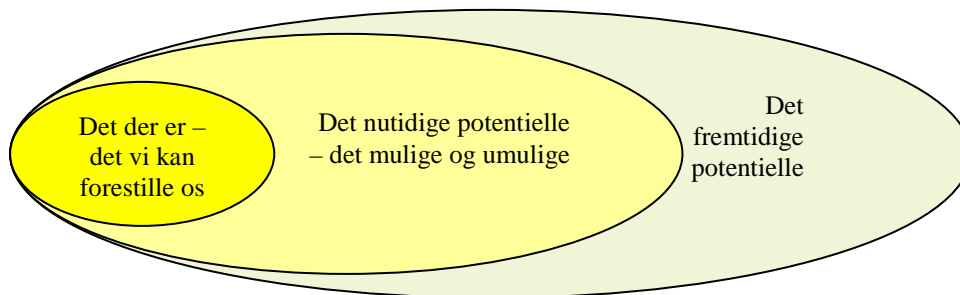 Det der er –
det vi kan
forestille os
Det nutidige potentielle
– det mulige og umulige
Det
fremtidige
potentielle